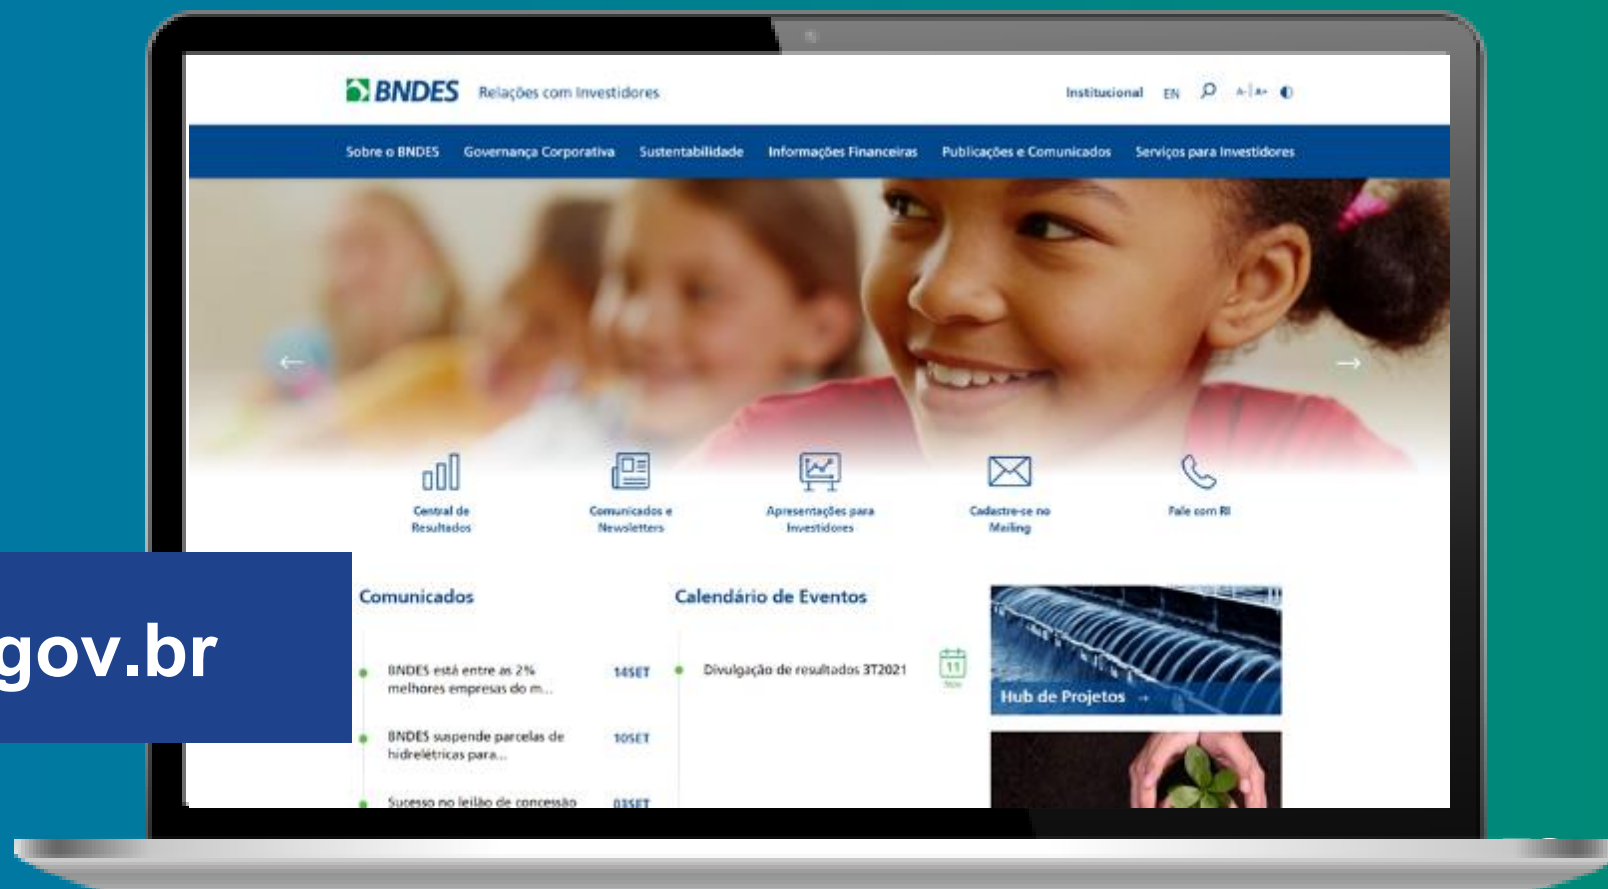 BNDES Relações com Investidores
Institucional EN A- | A+
Sobre o BNDES Governança Corporativa Sustentabilidade Informações Financeiras Publicações e Comunicados Serviços para Investidores
Central de
Resultados
Comunicados e
Newsletters
Apresentações para
Investidores
Cadastre-se no
Mailing
Fale com RI
Comunicados
BNDES está entre as 2%
melhores empresas do m...
14SET
BNDES suspende parcelas de
hidrelétricas para...
10SET
Sucesso no leilão de concessão
03SET
Calendário de Eventos
Divulgação de resultados 3T2021
11
Nov
Hub de Projetos →
gov.br